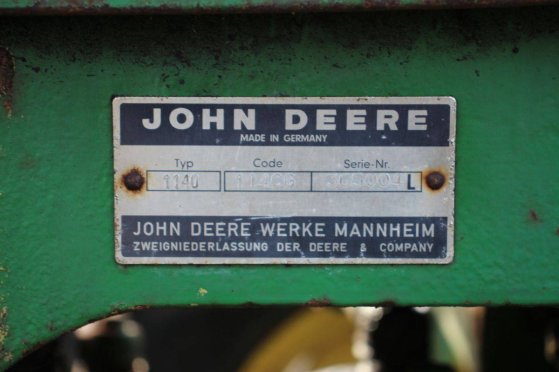 JOHN DEERE
MADE IN GERMANY
Typ Code Serie-Nr.
1140 L
JOHN DEERE WERKE MANNHEIM
ZWEIGNIEDERLASSUNG DER DEERE & COMPANY